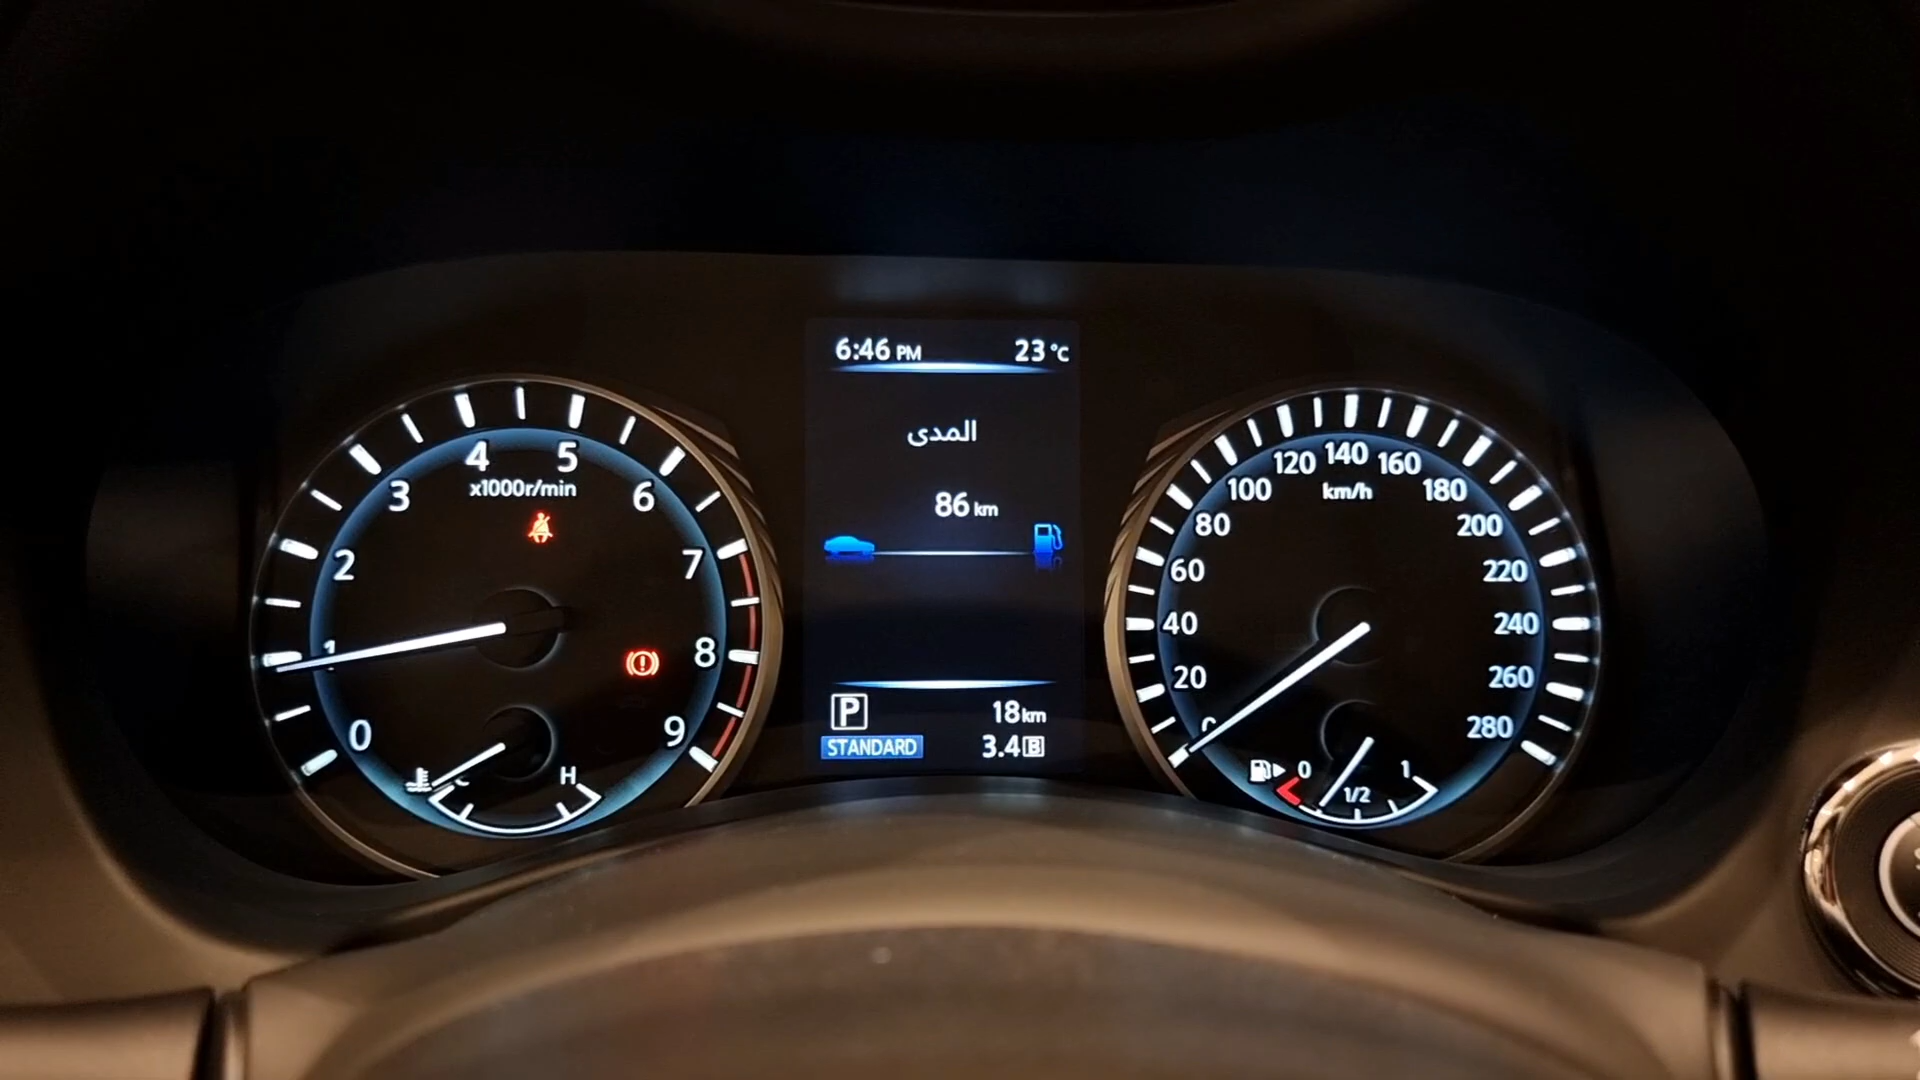 6:46 PM 23 °C
المدى
86 km
P 18 km
STANDARD 3.4 B
0 1 2 3 4 5 6 7 8 9
x1000r/min
C H
0 20 40 60 80 100 120 140 160 180 200 220 240 260 280
km/h
0 1/2 1